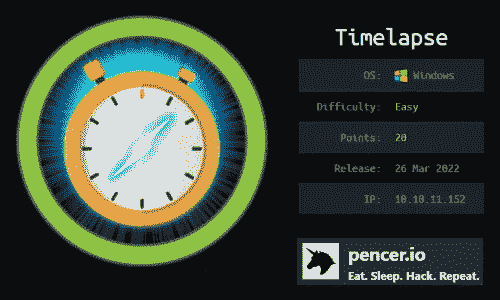 Timelapse
OS: Windows
Difficulty: Easy
Points: 20
Release: 26 Mar 2022
IP: 10.10.11.152
pencer.io
Eat. Sleep. Hack. Repeat.